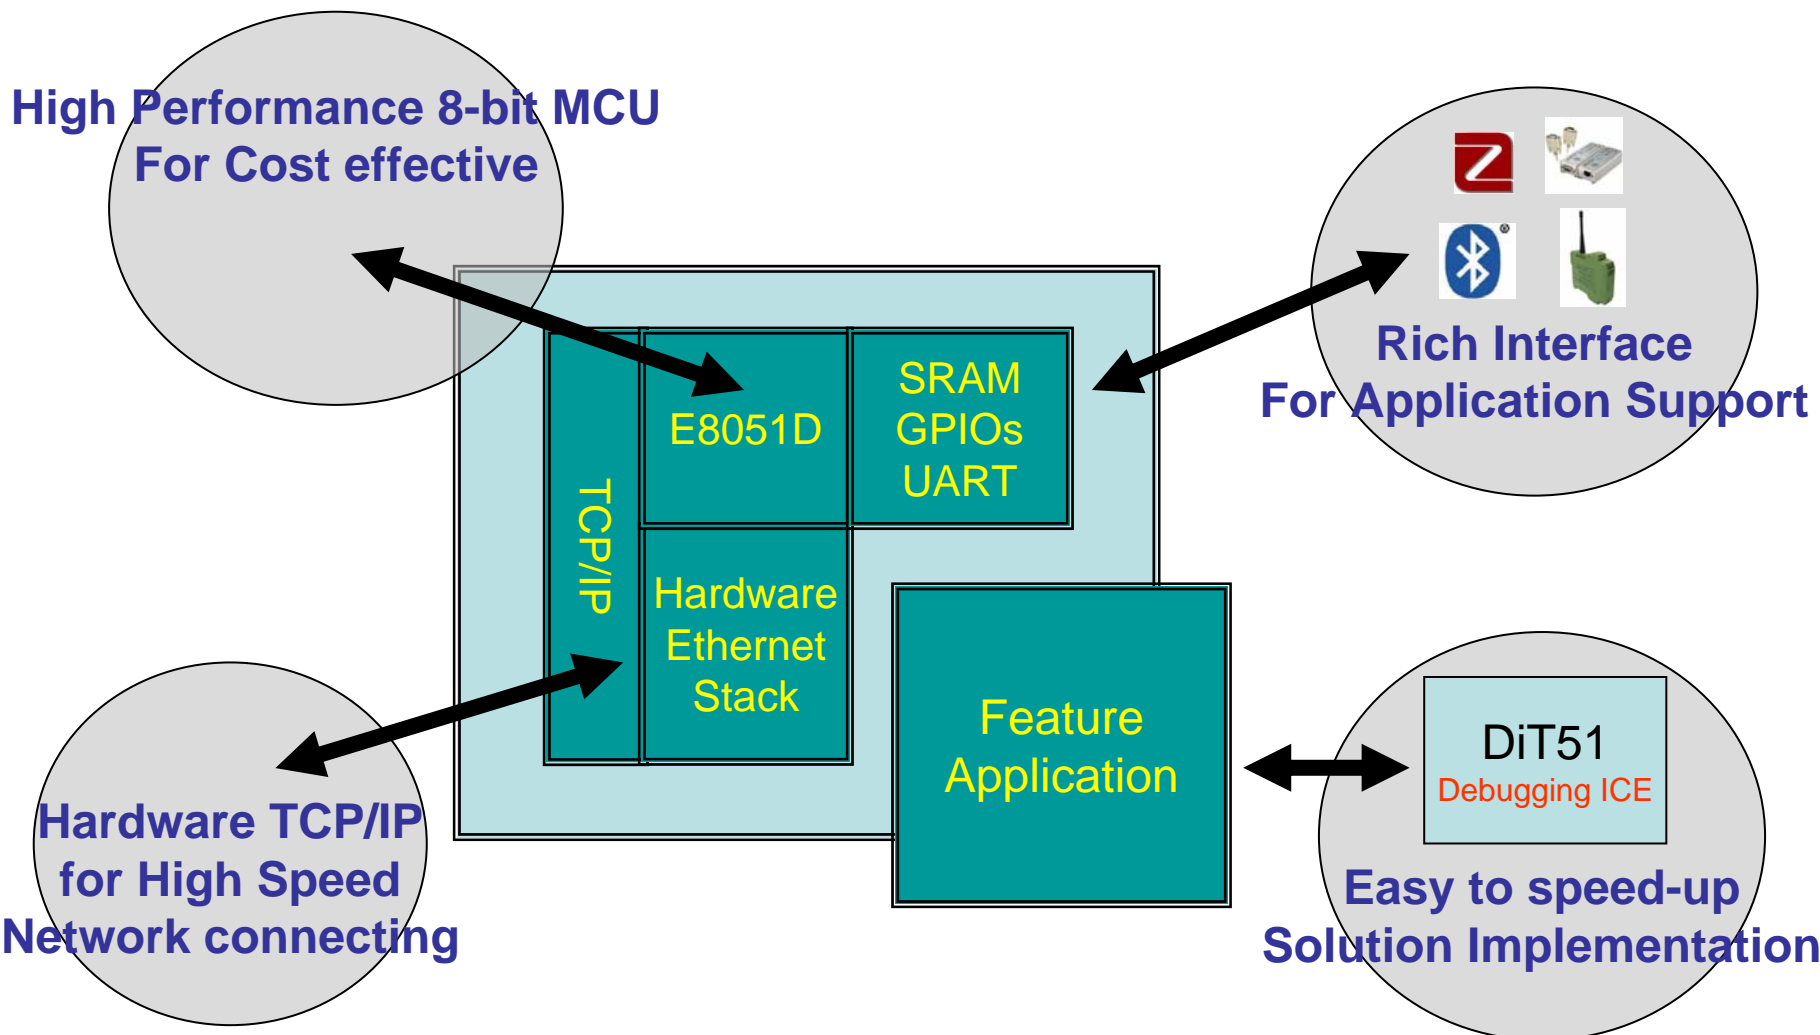 High Performance 8-bit MCU
For Cost effective
Z
®
Rich Interface
For Application Support
TCP/IP
E8051D
SRAM
GPIOs
UART
Hardware
Ethernet
Stack
Feature
Application
DiT51
Debugging ICE
Hardware TCP/IP
for High Speed
Network connecting
Easy to speed-up
Solution Implementation